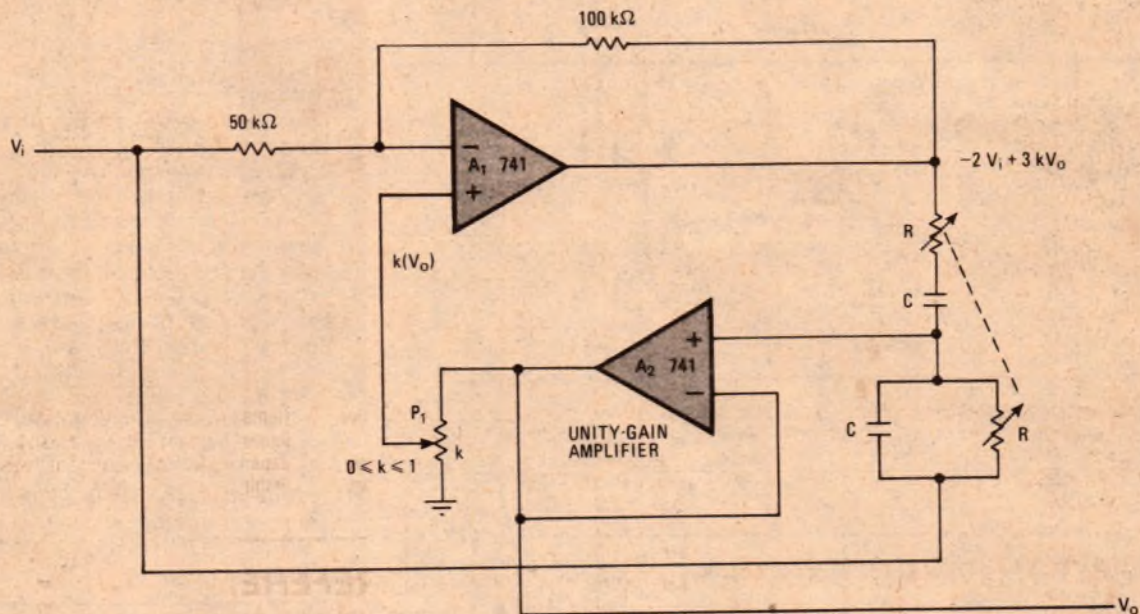 100 kΩ
50 kΩ
Vi
−
A1 741
+
−2 Vi + 3 kVo
R
k(Vo)
C
+
A2 741
−
P1
k
0 ≤ k ≤ 1
UNITY-GAIN
AMPLIFIER
C
R
Vo